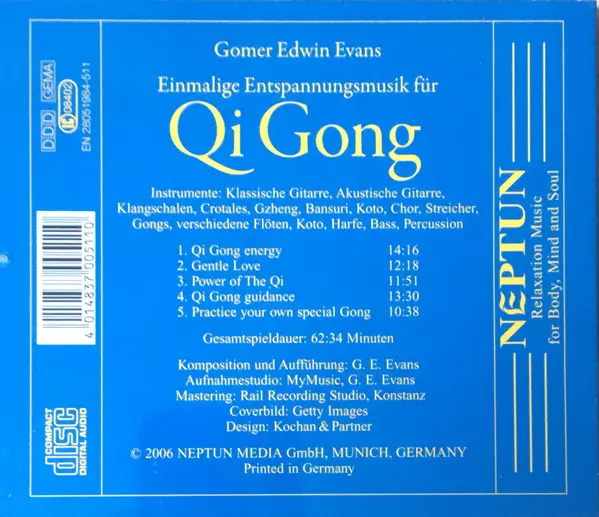 Gomer Edwin Evans
Einmalige Entspannungsmusik für
Qi Gong
Instrumente: Klassische Gitarre, Akustische Gitarre,
Klangschalen, Crotales, Gzheng, Bansuri, Koto, Chor, Streicher,
Gongs, verschiedene Flöten, Koto, Harfe, Bass, Percussion
1. Qi Gong energy 14:16
2. Gentle Love 12:18
3. Power of The Qi 11:51
4. Qi Gong guidance 13:30
5. Practice your own special Gong 10:38
Gesamtspieldauer: 62:34 Minuten
Komposition und Aufführung: G. E. Evans
Aufnahmestudio: MyMusic, G. E. Evans
Mastering: Rail Recording Studio, Konstanz
Coverbild: Getty Images
Design: Kochan & Partner
© 2006 NEPTUN MEDIA GmbH, MUNICH, GERMANY
Printed in Germany
DDD GEMA
LC 08402
EN 28051984-511
4 014837 005110
COMPACT
disc
DIGITAL AUDIO
NEPTUN
Relaxation Music
for Body, Mind and Soul